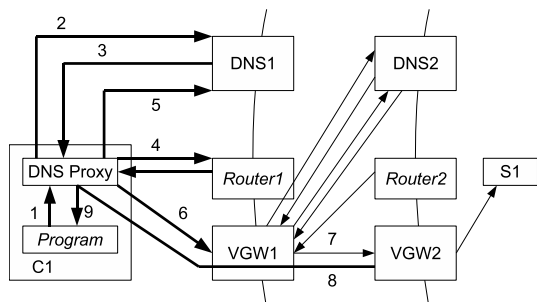 2
3
DNS1
DNS2
5
4
DNS Proxy
Router1
Router2
S1
1
9
6
Program
7
VGW1
VGW2
C1
8